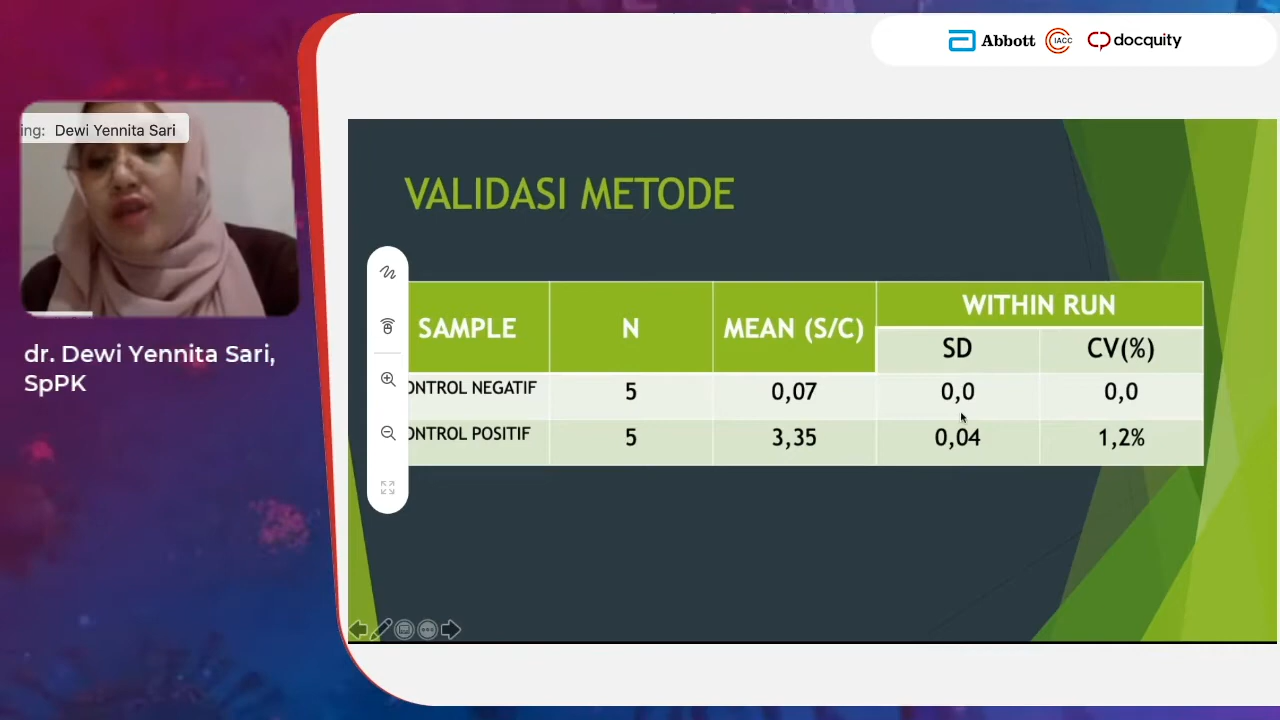 Abbott IACC docquity
ing: Dewi Yennita Sari
dr. Dewi Yennita Sari,
SpPK
VALIDASI METODE
SAMPLE N MEAN (S/C) WITHIN RUN
SD CV(%)
ONTROL NEGATIF 5 0,07 0,0 0,0
ONTROL POSITIF 5 3,35 0,04 1,2%